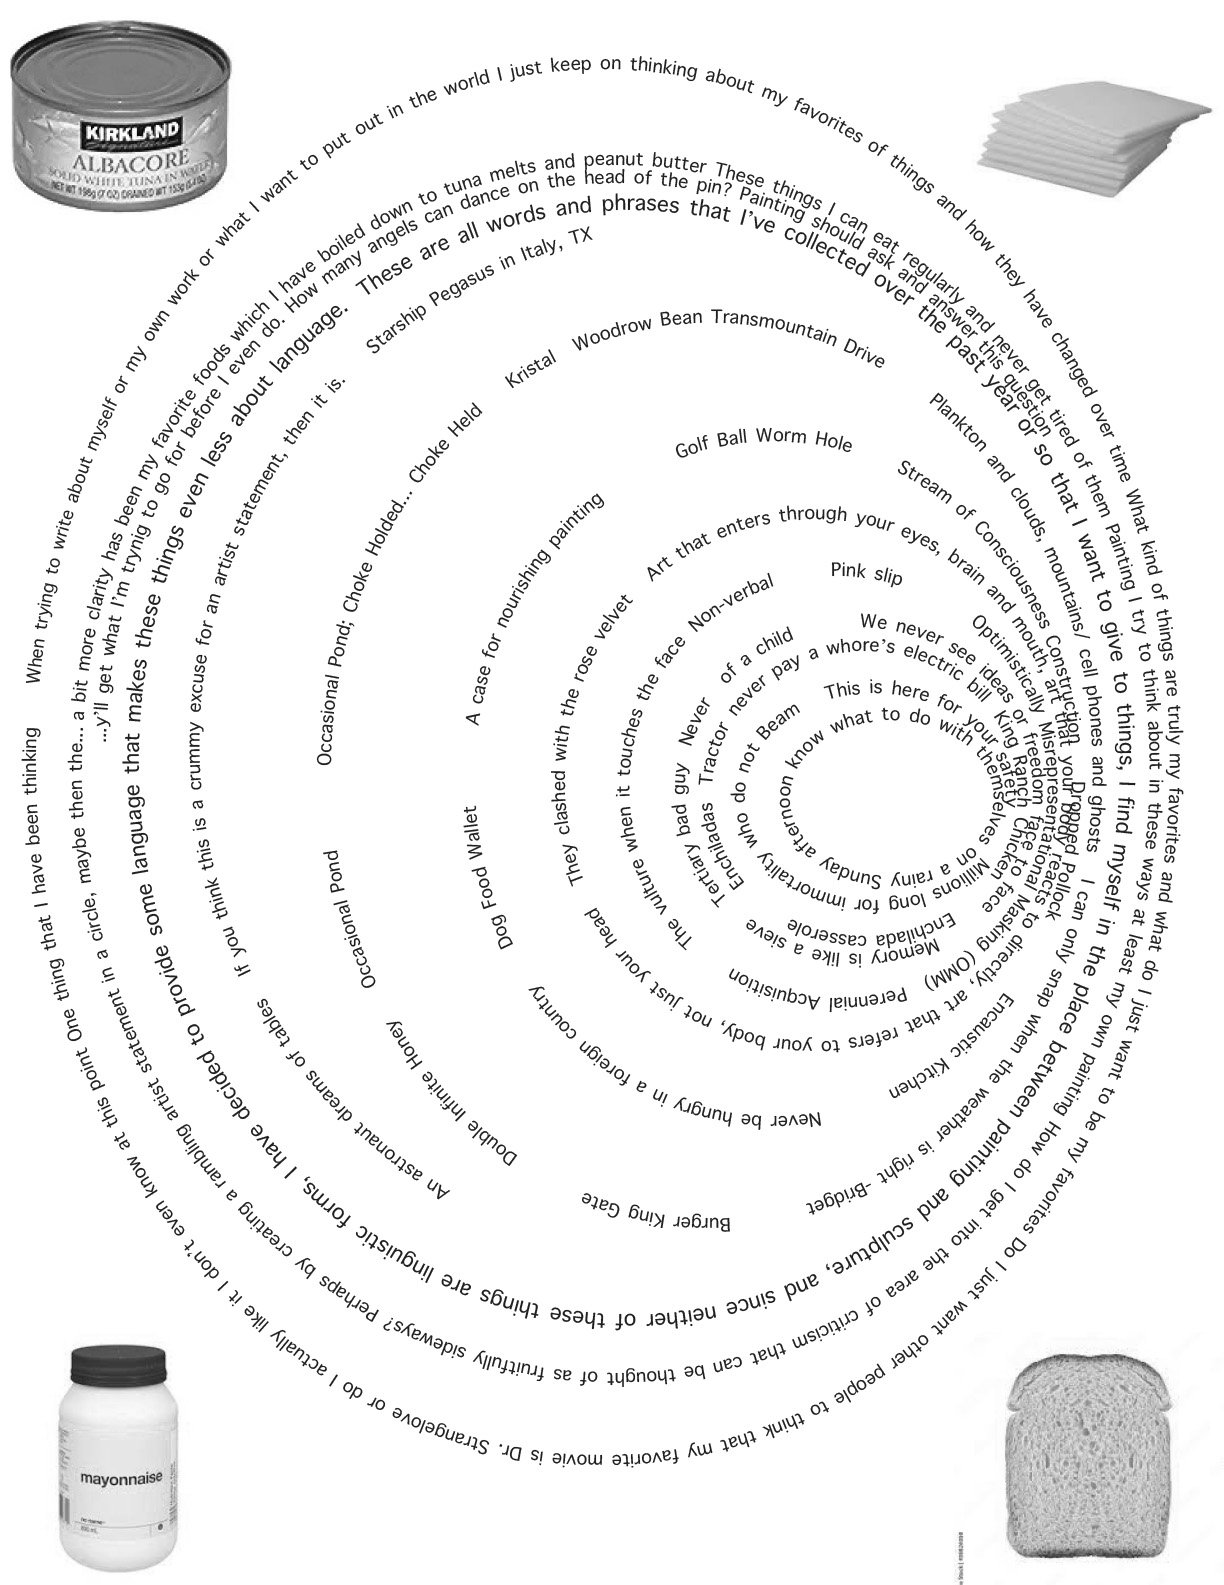 KIRKLAND
Signature
ALBACORE
SOLID WHITE TUNA IN WATER
NET WT 198g (7 OZ) DRAINED WT 153g (5.4 OZ)
When trying to write about myself or my own work or what I want to put out in the world I just keep on thinking about my favorites of things and how they have changed over time What kind of things are truly my favorites and what do I just want to be my favorites Do I just want other people to think that my favorite movie is Dr. Strangelove or do I actually like it I don't even know at this point One thing that I have been thinking
a bit more clarity has been my favorite foods which I have boiled down to tuna melts and peanut butter These things I can eat regularly and never get tired of them Painting I try to think about in these ways at least my own painting How do I get into the area of criticism that can be thought of as fruitfully sideways? Perhaps by creating a rambling artist statement in a circle, maybe then the...
...y'll get what I'm trynig to go for before I even do. How many angels can dance on the head of the pin? Painting should ask and answer this question
These are all words and phrases that I've collected over the past year or so that I want to give to things, I find myself in the place between painting and sculpture, and since neither of these things are linguistic forms, I have decided to provide some language that makes these things even less about language.
If you think this is a crummy excuse for an artist statement, then it is.
Starship Pegasus in Italy, TX
Occasional Pond; Choke Holded... Choke Held
Kristal
Woodrow Bean Transmountain Drive
Plankton and clouds, mountains/ cell phones and ghosts
I can only snap when the weather is right -Bridget
Burger King Gate
An astronaut dreams of tables
Double Infinite Honey
Occasional Pond
Dog Food Wallet
A case for nourishing painting
Golf Ball Worm Hole
Stream of Consciousness Construction
Dropped Pollock
Encaustic Kitchen
Never be hungry in a foreign country
They clashed with the rose velvet
Art that enters through your eyes, brain and mouth, art that your body reacts to directly, art that refers to your body, not just your head
The vulture when it touches the face
Non-verbal
Pink slip
Optimistically Misrepresentational Masking (OMM)
Perennial Acquisition
Tertiary bad guy
Never
of a child
We never see ideas or freedom face to face
Memory is like a sieve
Enchiladas
Tractor
never pay a whore's electric bill
King Ranch Chicken
Enchilada casserole
who do not Beam
This is here for your safety
Millions long for immortality
know what to do with themselves on a rainy Sunday afternoon
mayonnaise
no name